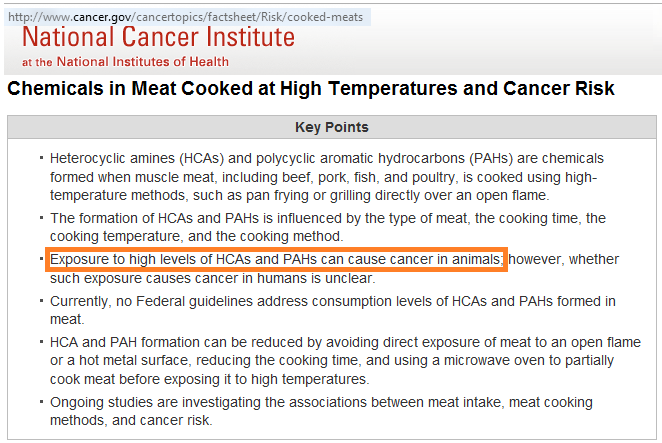 http://www.cancer.gov/cancertopics/factsheet/Risk/cooked-meats
National Cancer Institute
at the National Institutes of Health
Chemicals in Meat Cooked at High Temperatures and Cancer Risk
Key Points
• Heterocyclic amines (HCAs) and polycyclic aromatic hydrocarbons (PAHs) are chemicals
formed when muscle meat, including beef, pork, fish, and poultry, is cooked using high-
temperature methods, such as pan frying or grilling directly over an open flame.
• The formation of HCAs and PAHs is influenced by the type of meat, the cooking time, the
cooking temperature, and the cooking method.
• Exposure to high levels of HCAs and PAHs can cause cancer in animals; however, whether
such exposure causes cancer in humans is unclear.
• Currently, no Federal guidelines address consumption levels of HCAs and PAHs formed in
meat.
• HCA and PAH formation can be reduced by avoiding direct exposure of meat to an open flame
or a hot metal surface, reducing the cooking time, and using a microwave oven to partially
cook meat before exposing it to high temperatures.
• Ongoing studies are investigating the associations between meat intake, meat cooking
methods, and cancer risk.